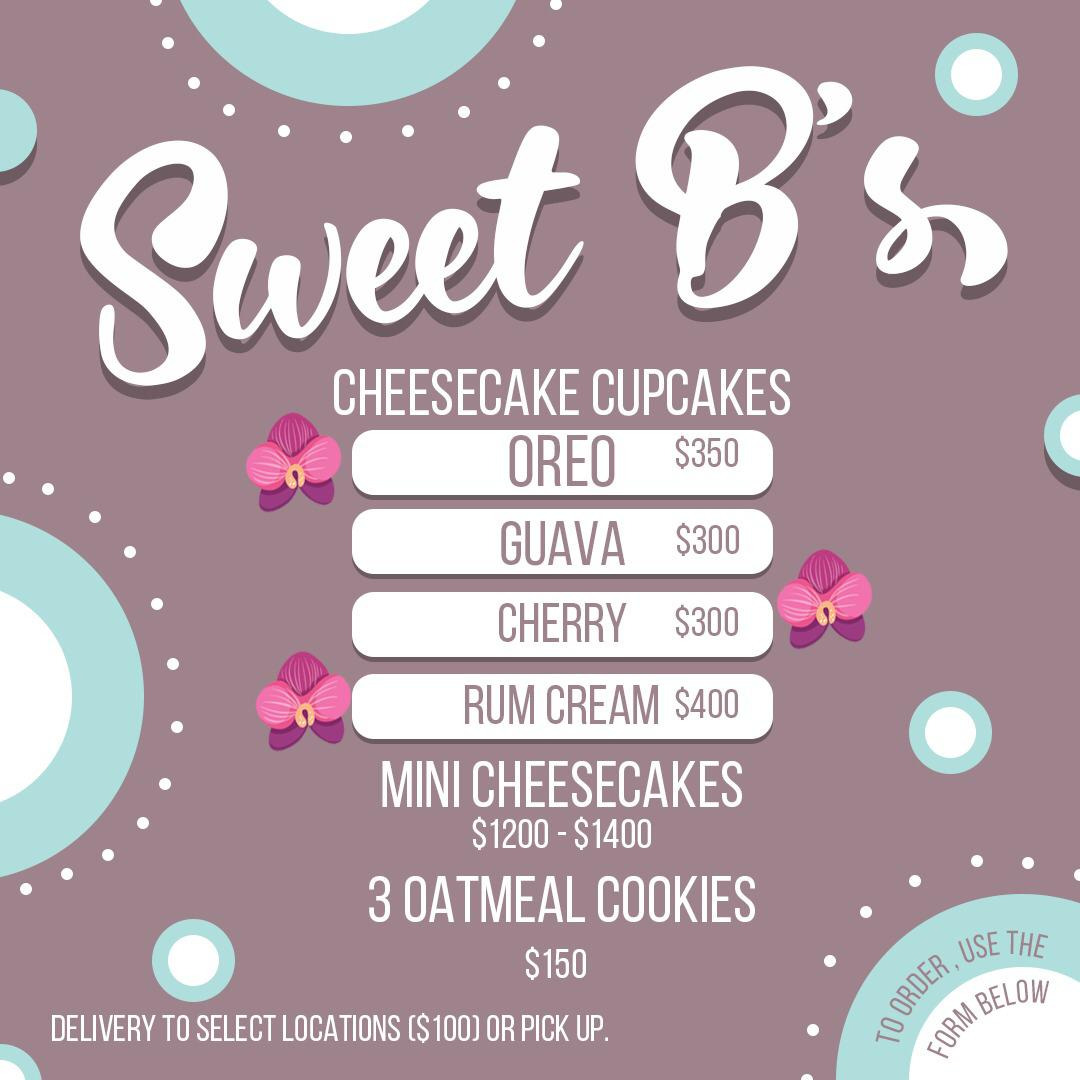 Sweet B's
CHEESECAKE CUPCAKES
OREO $350
GUAVA $300
CHERRY $300
RUM CREAM $400
MINI CHEESECAKES
$1200 - $1400
3 OATMEAL COOKIES
$150
TO ORDER , USE THE
FORM BELOW
DELIVERY TO SELECT LOCATIONS ($100) OR PICK UP.